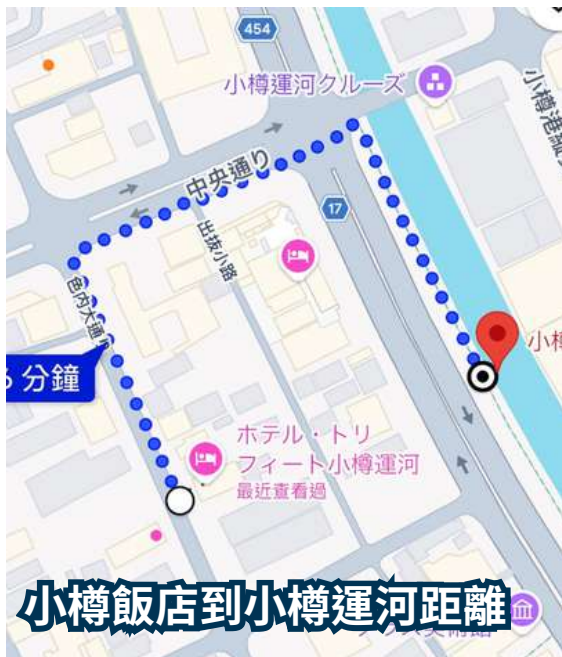 454
小樽運河クルーズ
小樽港縦
中央通り
17
出抜小路
色内大通り
分鐘
小樽
ホテル・トリ
フィート小樽運河
最近查看過
小樽飯店到小樽運河距離